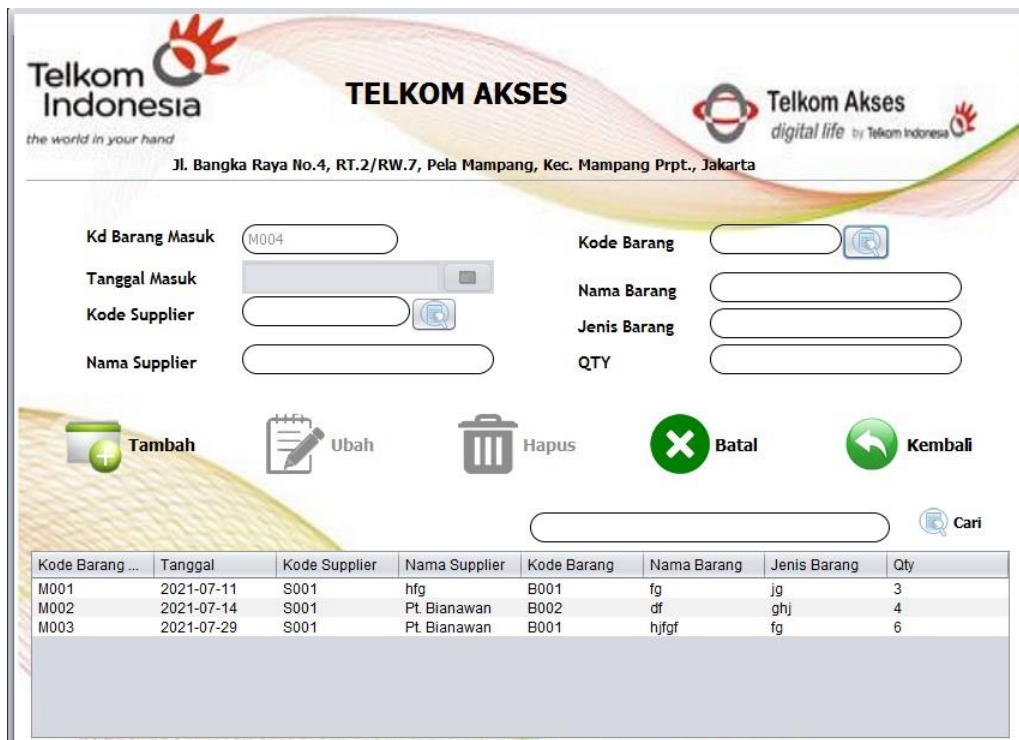 Telkom
Indonesia
the world in your hand
TELKOM AKSES
Telkom Akses
digital life by Telkom Indonesia
Jl. Bangka Raya No.4, RT.2/RW.7, Pela Mampang, Kec. Mampang Prpt., Jakarta
Kd Barang Masuk M004
Tanggal Masuk
Kode Supplier
Nama Supplier
Kode Barang
Nama Barang
Jenis Barang
QTY
Tambah Ubah Hapus Batal Kembali
Cari
Kode Barang ... Tanggal Kode Supplier Nama Supplier Kode Barang Nama Barang Jenis Barang Qty
M001 2021-07-11 S001 hfg B001 fg jg 3
M002 2021-07-14 S001 Pt. Bianawan B002 df ghj 4
M003 2021-07-29 S001 Pt. Bianawan B001 hjfgf fg 6